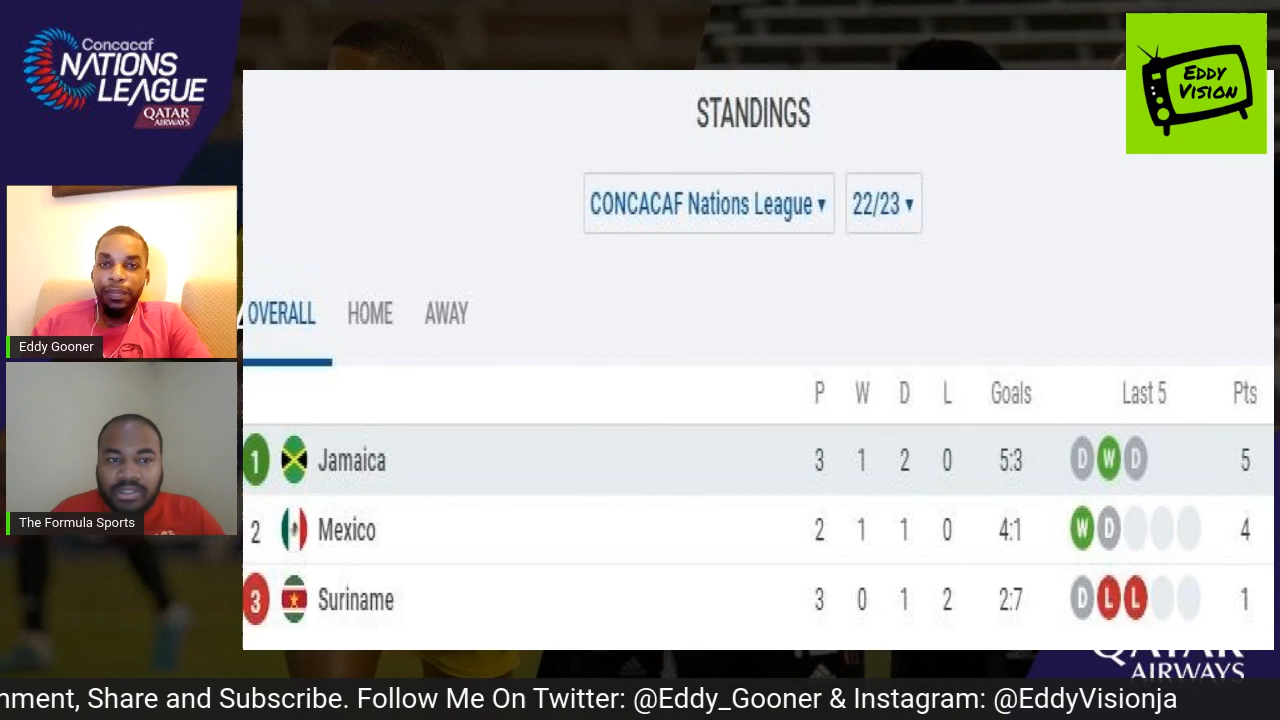 Concacaf
NATIONS
LEAGUE
QATAR
AIRWAYS
Eddy
Vision
STANDINGS
CONCACAF Nations League ▾ 22/23 ▾
OVERALL HOME AWAY
P W D L Goals Last 5 Pts
1 Jamaica 3 1 2 0 5:3 D W D 5
2 Mexico 2 1 1 0 4:1 W D 4
3 Suriname 3 0 1 2 2:7 D L L 1
Eddy Gooner
The Formula Sports
QATAR
AIRWAYS
nment, Share and Subscribe. Follow Me On Twitter: @Eddy_Gooner & Instagram: @EddyVisionja